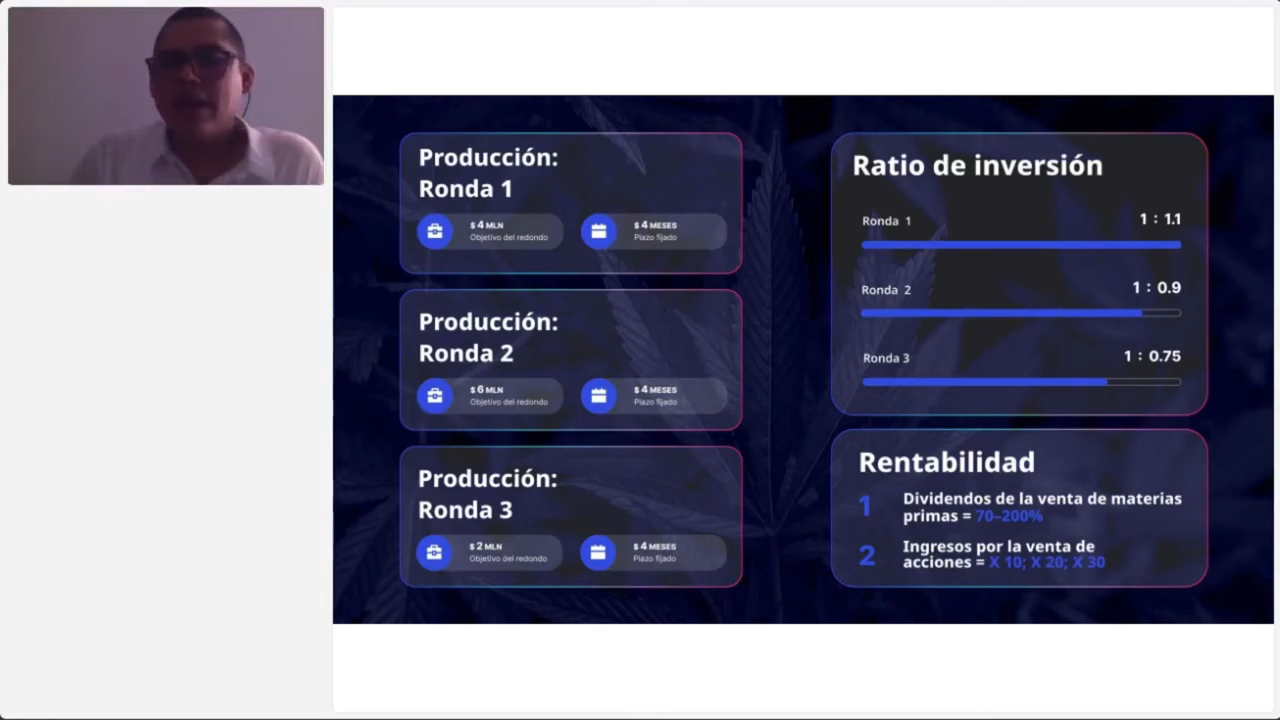 Producción:
Ronda 1
$ 4 MLN
Objetivo del redondo
$ 4 MESES
Plazo fijado
Producción:
Ronda 2
$ 6 MLN
Objetivo del redondo
$ 4 MESES
Plazo fijado
Producción:
Ronda 3
$ 2 MLN
Objetivo del redondo
$ 4 MESES
Plazo fijado
Ratio de inversión
Ronda 1
1 : 1.1
Ronda 2
1 : 0.9
Ronda 3
1 : 0.75
Rentabilidad
1
Dividendos de la venta de materias
primas = 70–200%
2
Ingresos por la venta de
acciones = X 10; X 20; X 30